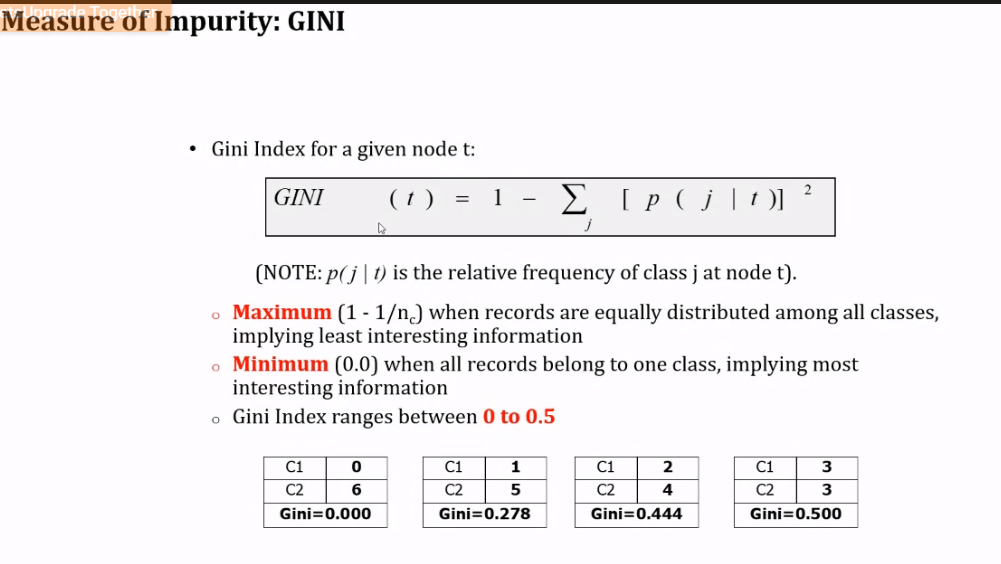 Upgrade Together
Measure of Impurity: GINI
• Gini Index for a given node t:
GINI ( t ) = 1 − ∑ j [ p ( j | t )] 2
(NOTE: p( j | t) is the relative frequency of class j at node t).
o Maximum (1 - 1/nc) when records are equally distributed among all classes,
implying least interesting information
o Minimum (0.0) when all records belong to one class, implying most
interesting information
o Gini Index ranges between 0 to 0.5
C1 0 C1 1 C1 2 C1 3
C2 6 C2 5 C2 4 C2 3
Gini=0.000 Gini=0.278 Gini=0.444 Gini=0.500